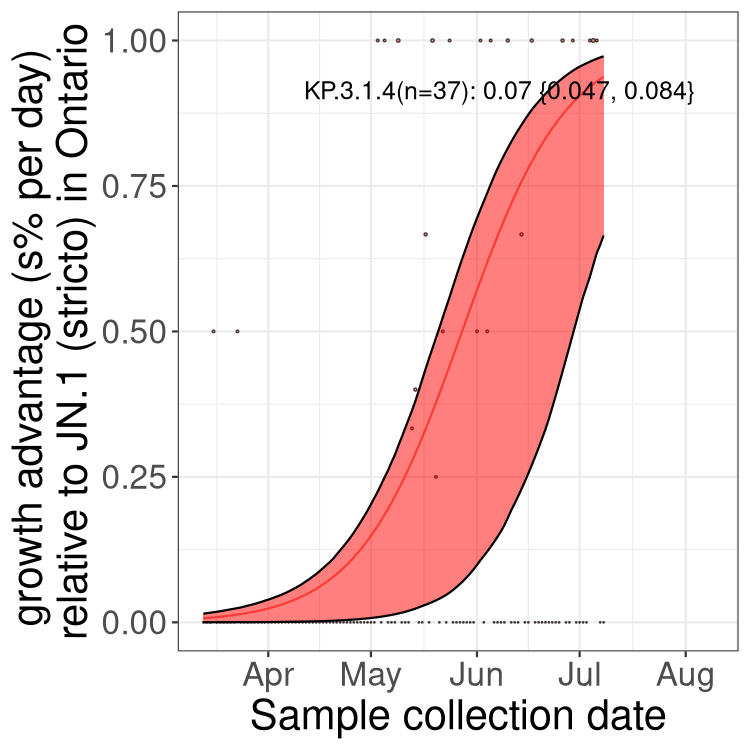 growth advantage (s% per day)
relative to JN.1 (stricto) in Ontario
1.00
0.75
0.50
0.25
0.00
KP.3.1.4(n=37): 0.07 {0.047, 0.084}
Apr May Jun Jul Aug
Sample collection date